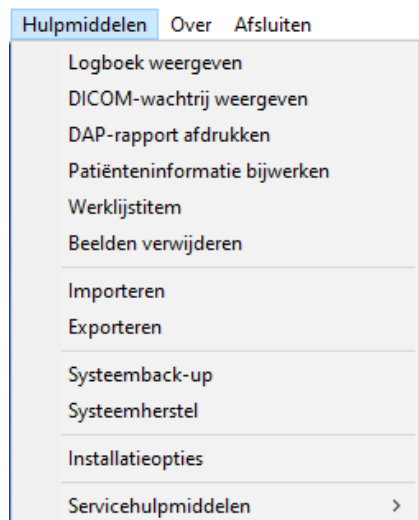 Hulpmiddelen Over Afsluiten
Logboek weergeven
DICOM-wachtrij weergeven
DAP-rapport afdrukken
Patiënteninformatie bijwerken
Werklijstitem
Beelden verwijderen
Importeren
Exporteren
Systeemback-up
Systeemherstel
Installatieopties
Servicehulpmiddelen